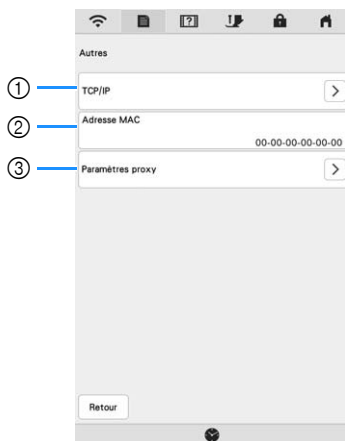 Autres
① TCP/IP
② Adresse MAC
00-00-00-00-00-00
③ Paramètres proxy
Retour